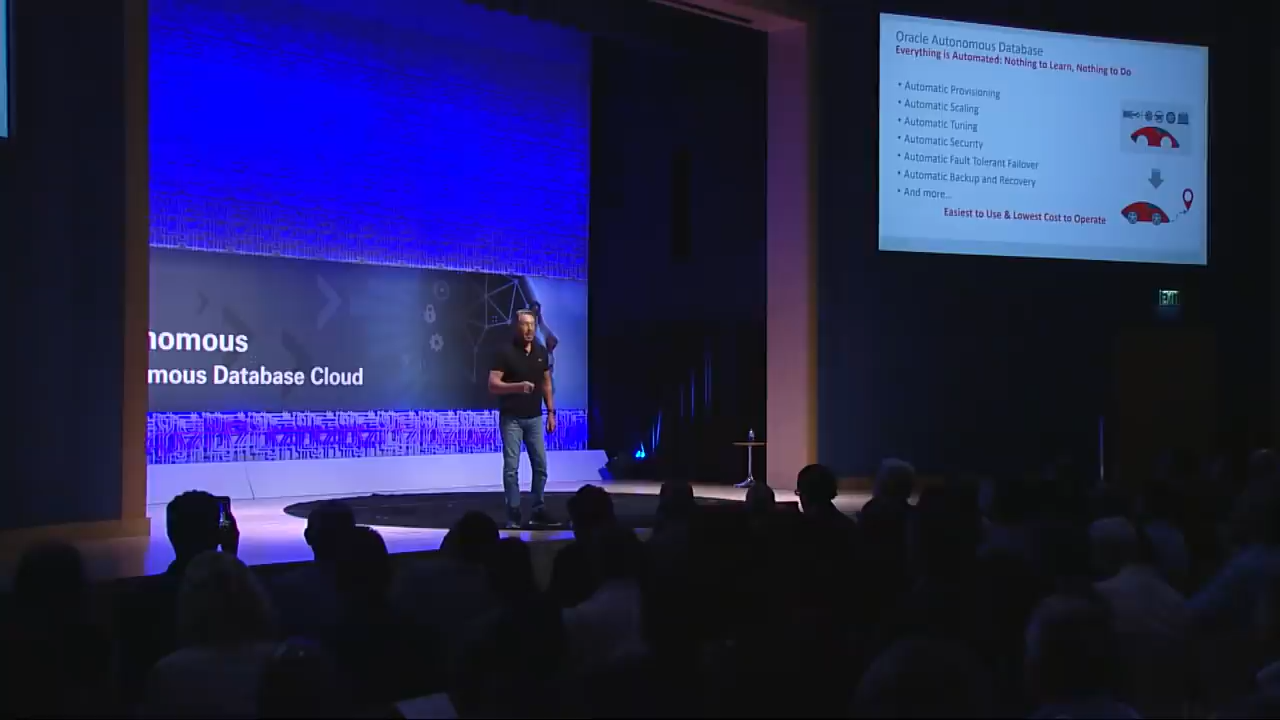 Oracle Autonomous Database
Everything is Automated: Nothing to Learn, Nothing to Do
• Automatic Provisioning
• Automatic Scaling
• Automatic Tuning
• Automatic Security
• Automatic Fault Tolerant Failover
• Automatic Backup and Recovery
• And more...
Easiest to Use & Lowest Cost to Operate
EXIT
nomous
mous Database Cloud